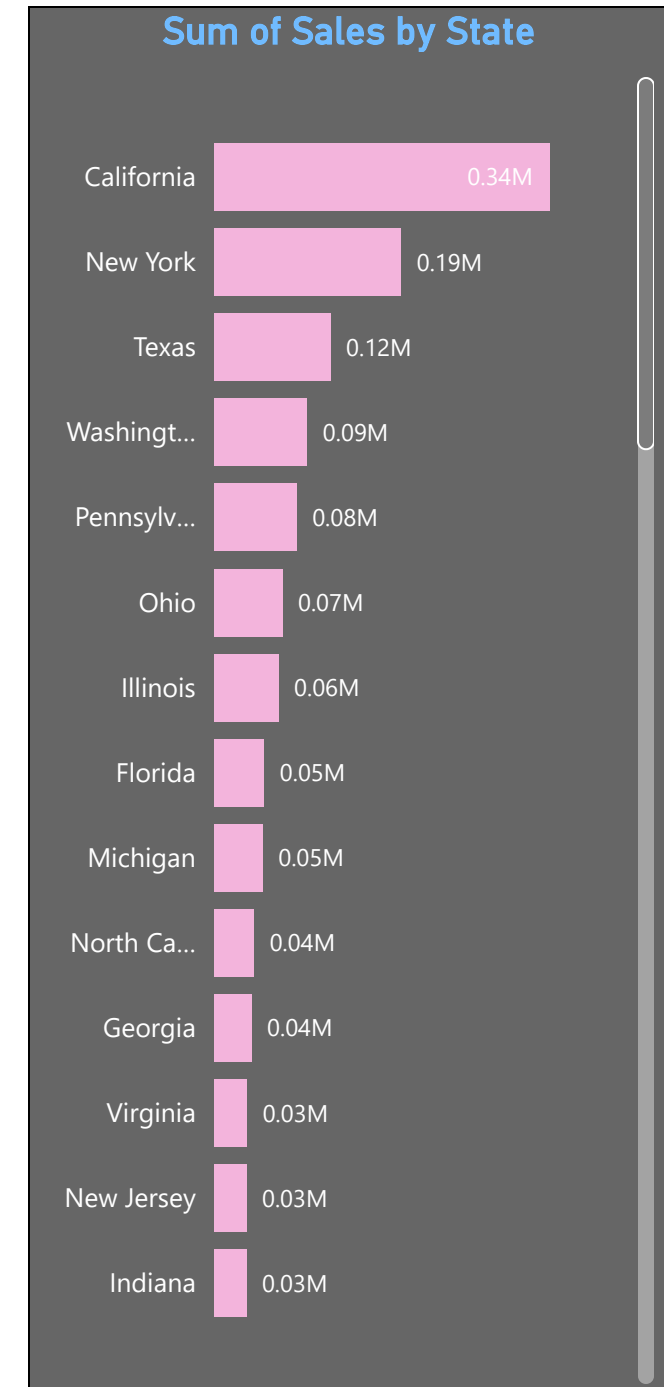 Sum of Sales by State
California 0.34M
New York 0.19M
Texas 0.12M
Washingt... 0.09M
Pennsylv... 0.08M
Ohio 0.07M
Illinois 0.06M
Florida 0.05M
Michigan 0.05M
North Ca... 0.04M
Georgia 0.04M
Virginia 0.03M
New Jersey 0.03M
Indiana 0.03M